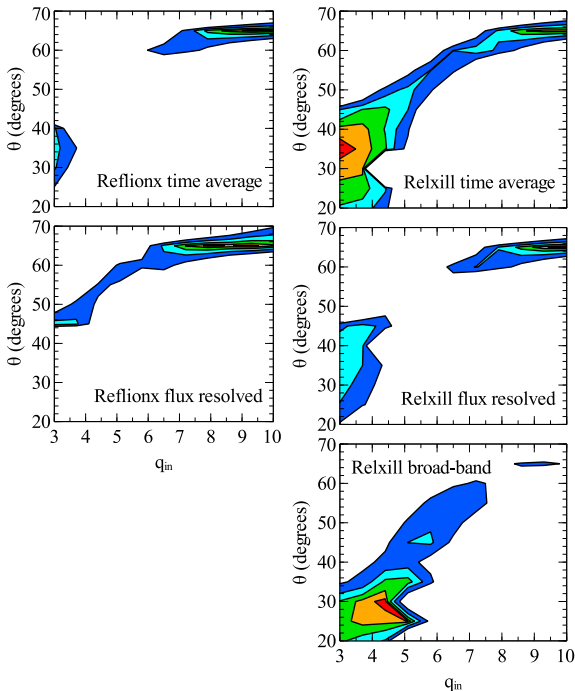 70
60
50
40
30
20
θ (degrees)
Reflionx time average
70
60
50
40
30
20
θ (degrees)
Relxill time average
70
60
50
40
30
20
θ (degrees)
Reflionx flux resolved
3 4 5 6 7 8 9 10
qin
70
60
50
40
30
20
θ (degrees)
Relxill flux resolved
70
60
50
40
30
20
θ (degrees)
Relxill broad-band
3 4 5 6 7 8 9 10
qin